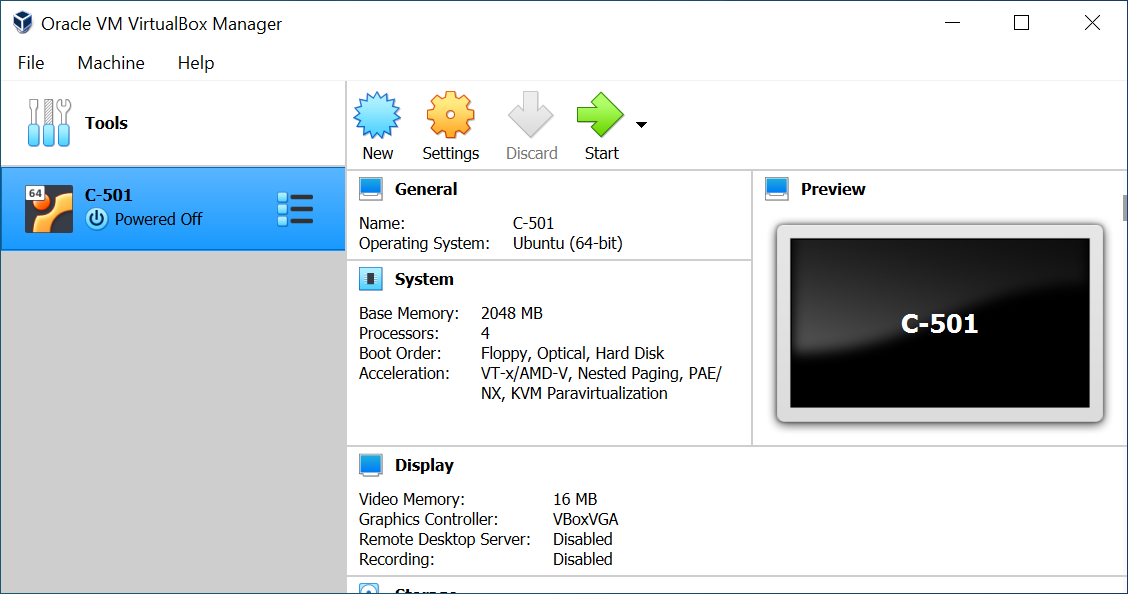 Oracle VM VirtualBox Manager
File Machine Help
Tools
New Settings Discard Start
64
C-501
Powered Off
General
Name: C-501
Operating System: Ubuntu (64-bit)
System
Base Memory: 2048 MB
Processors: 4
Boot Order: Floppy, Optical, Hard Disk
Acceleration: VT-x/AMD-V, Nested Paging, PAE/
NX, KVM Paravirtualization
Preview
C-501
Display
Video Memory: 16 MB
Graphics Controller: VBoxVGA
Remote Desktop Server: Disabled
Recording: Disabled
Storage